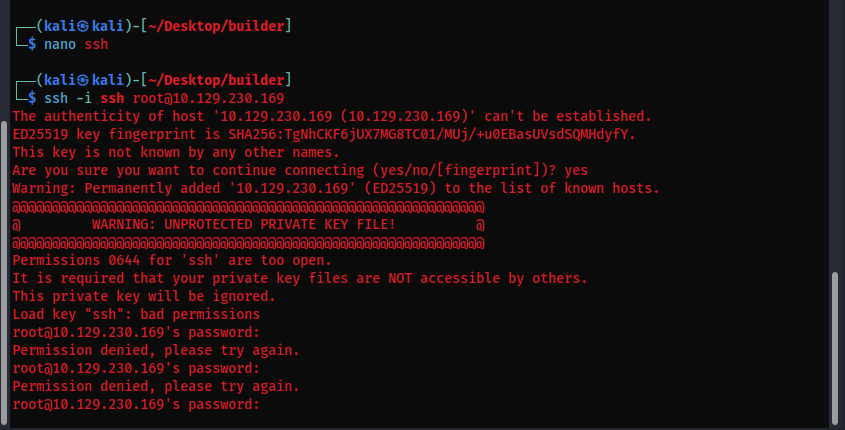 ┌──(kali㉿kali)-[~/Desktop/builder]
└─$ nano ssh
┌──(kali㉿kali)-[~/Desktop/builder]
└─$ ssh -i ssh root@10.129.230.169
The authenticity of host '10.129.230.169 (10.129.230.169)' can't be established.
ED25519 key fingerprint is SHA256:TgNhCKF6jUX7MG8TC01/MUj/+u0EBasUVsdSQMHdyfY.
This key is not known by any other names.
Are you sure you want to continue connecting (yes/no/[fingerprint])? yes
Warning: Permanently added '10.129.230.169' (ED25519) to the list of known hosts.
@@@@@@@@@@@@@@@@@@@@@@@@@@@@@@@@@@@@@@@@@@@@@@@@@@@@@@@@@@@
@         WARNING: UNPROTECTED PRIVATE KEY FILE!          @
@@@@@@@@@@@@@@@@@@@@@@@@@@@@@@@@@@@@@@@@@@@@@@@@@@@@@@@@@@@
Permissions 0644 for 'ssh' are too open.
It is required that your private key files are NOT accessible by others.
This private key will be ignored.
Load key "ssh": bad permissions
root@10.129.230.169's password:
Permission denied, please try again.
root@10.129.230.169's password:
Permission denied, please try again.
root@10.129.230.169's password: